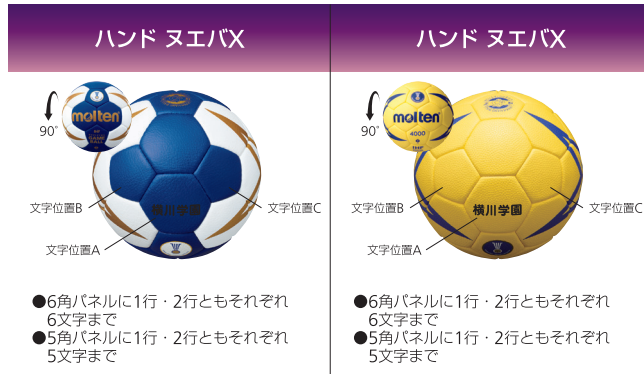 ハンド ヌエバX
90°
molten
文字位置B
横川学園
文字位置C
文字位置A
●6角パネルに1行・2行ともそれぞれ
6文字まで
●5角パネルに1行・2行ともそれぞれ
5文字まで
ハンド ヌエバX
90°
molten
4000
文字位置B
横川学園
文字位置C
文字位置A
●6角パネルに1行・2行ともそれぞれ
6文字まで
●5角パネルに1行・2行ともそれぞれ
5文字まで